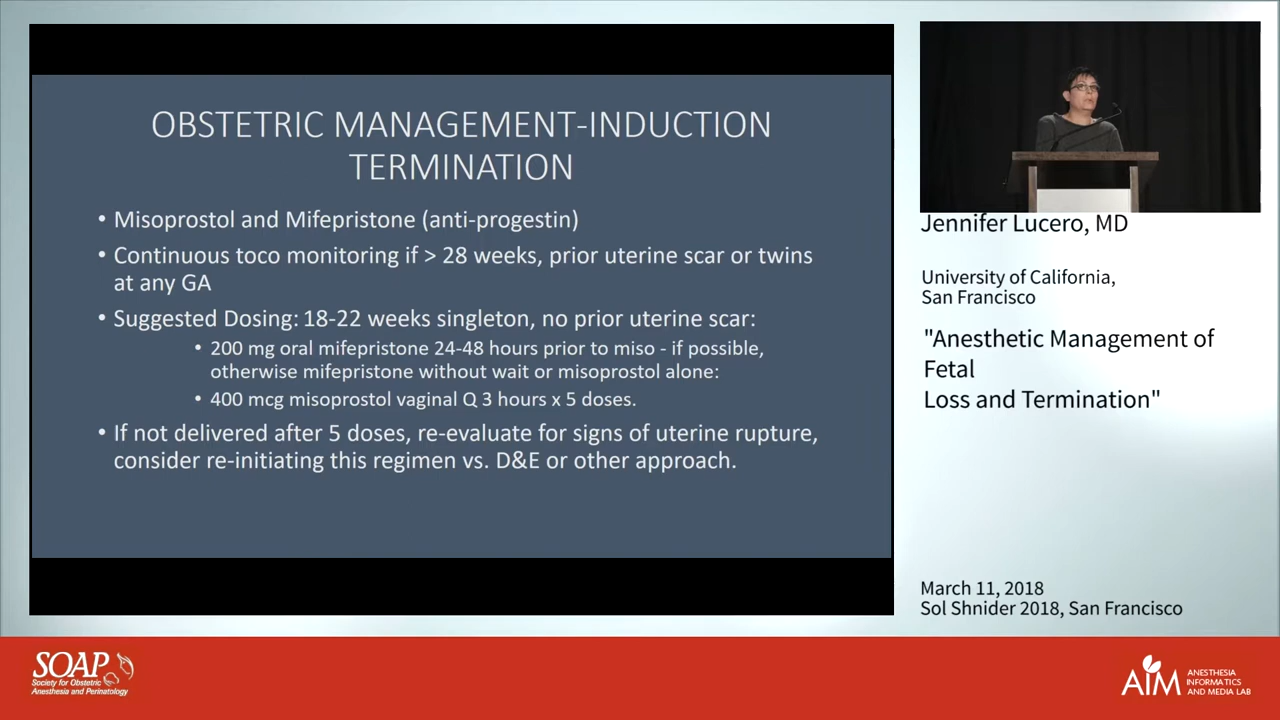 OBSTETRIC MANAGEMENT-INDUCTION
TERMINATION
• Misoprostol and Mifepristone (anti-progestin)
• Continuous toco monitoring if > 28 weeks, prior uterine scar or twins
at any GA
• Suggested Dosing: 18-22 weeks singleton, no prior uterine scar:
• 200 mg oral mifepristone 24-48 hours prior to miso - if possible,
otherwise mifepristone without wait or misoprostol alone:
• 400 mcg misoprostol vaginal Q 3 hours x 5 doses.
• If not delivered after 5 doses, re-evaluate for signs of uterine rupture,
consider re-initiating this regimen vs. D&E or other approach.
Jennifer Lucero, MD
University of California,
San Francisco
"Anesthetic Management of
Fetal
Loss and Termination"
March 11, 2018
Sol Shnider 2018, San Francisco
SOAP
Society for Obstetric
Anesthesia and Perinatology
AIM
ANESTHESIA
INFORMATICS
AND MEDIA LAB